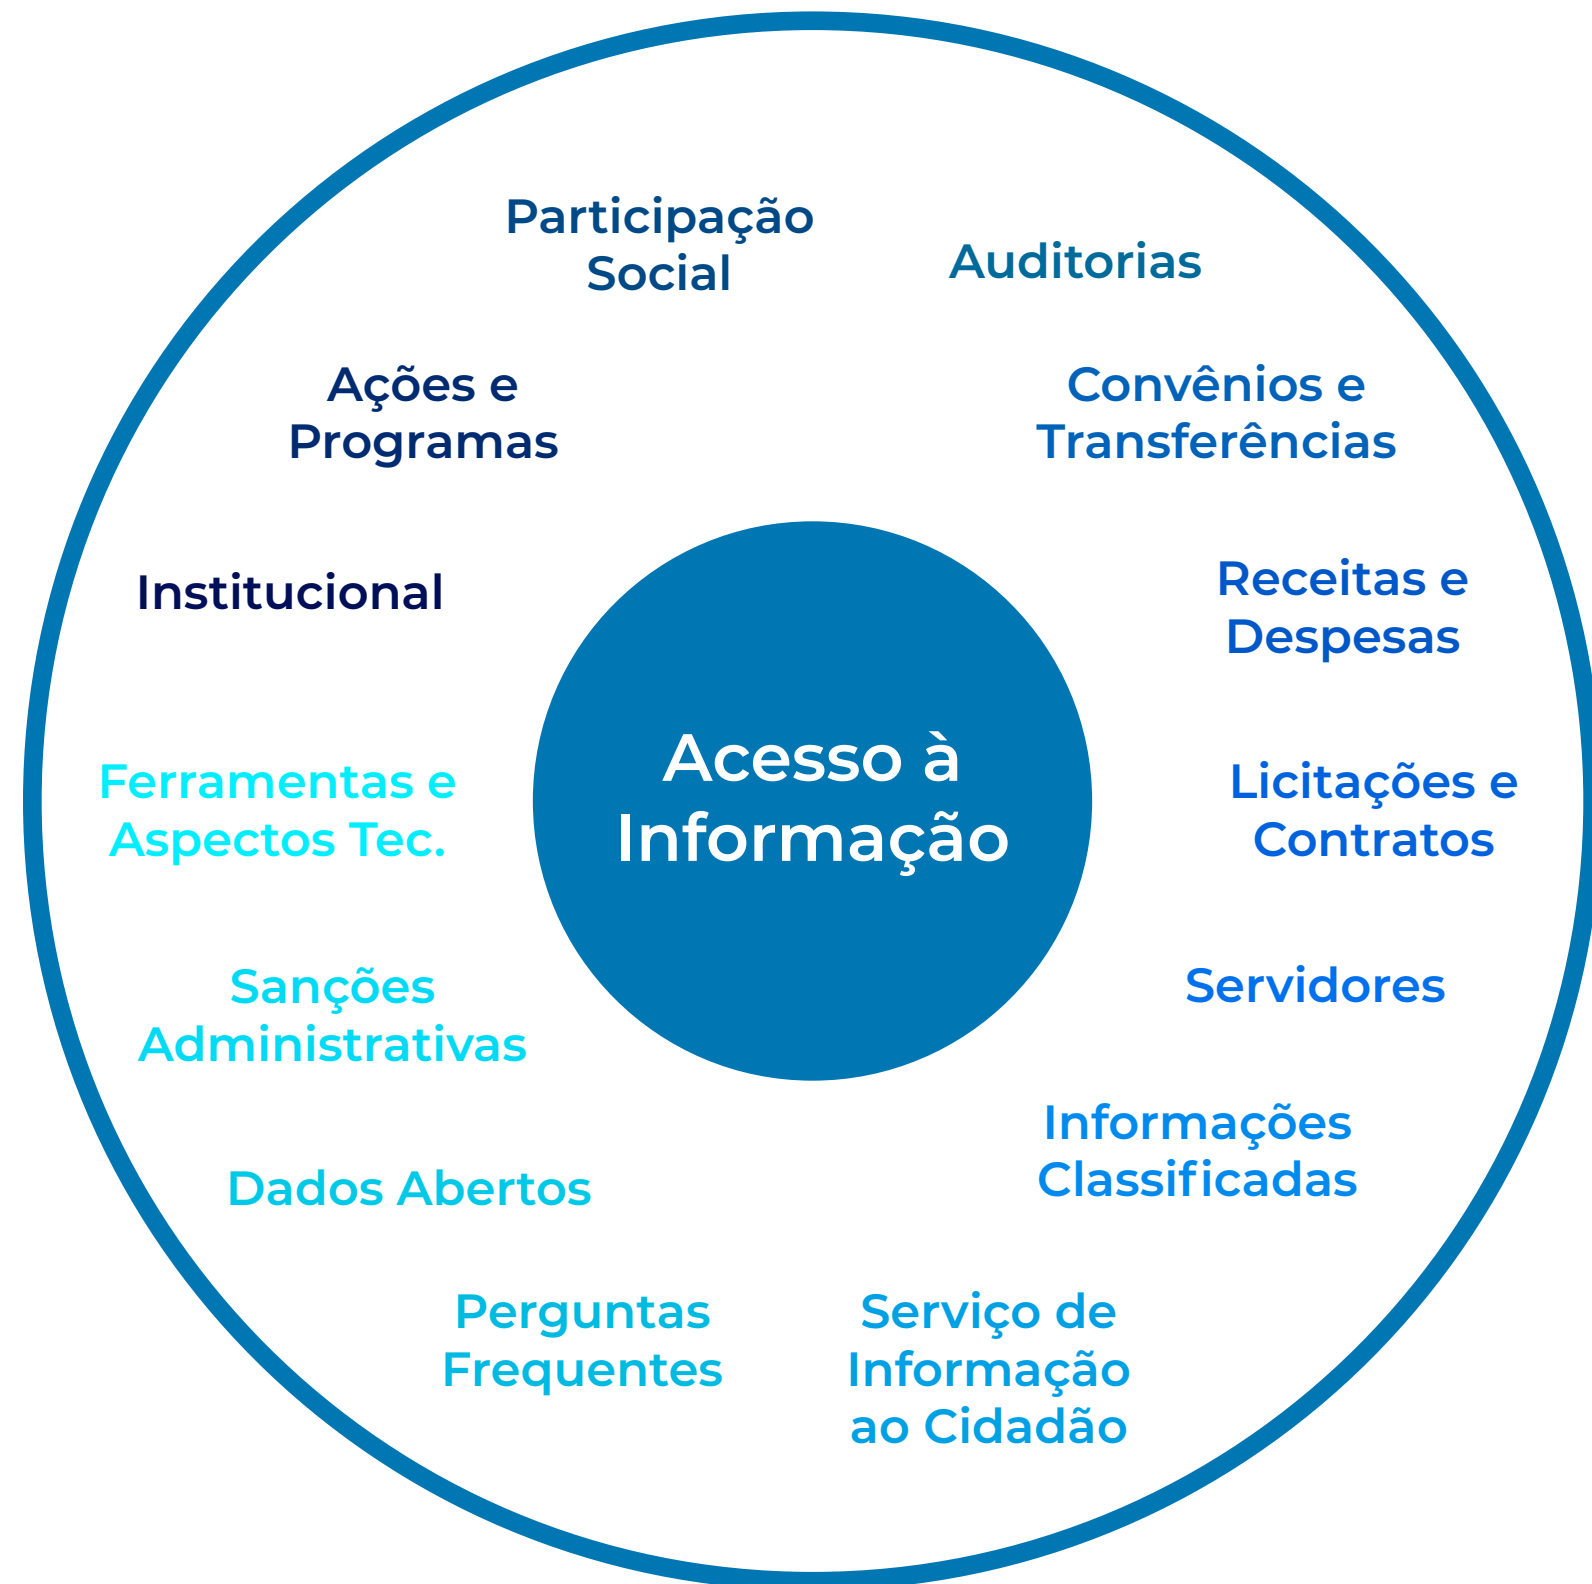 Participação
Social
Auditorias
Ações e
Programas
Convênios e
Transferências
Institucional
Receitas e
Despesas
Acesso à
Informação
Ferramentas e
Aspectos Tec.
Licitações e
Contratos
Sanções
Administrativas
Servidores
Informações
Classificadas
Dados Abertos
Perguntas
Frequentes
Serviço de
Informação
ao Cidadão